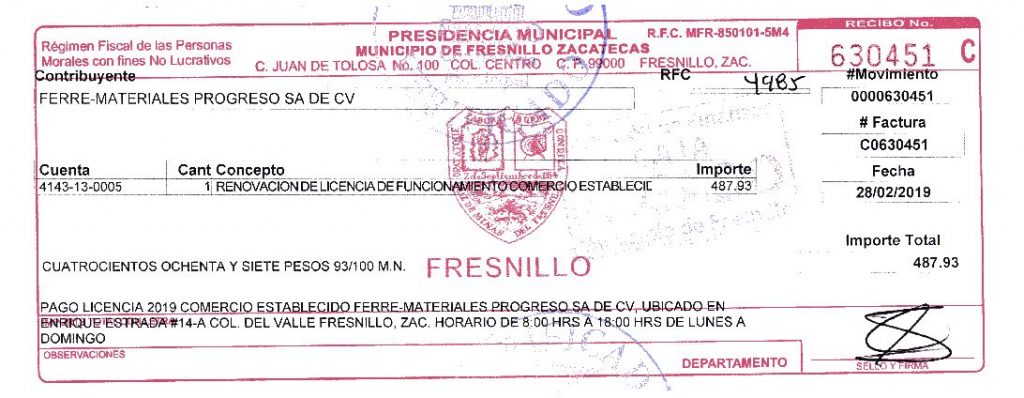 RECIBO No.
PRESIDENCIA MUNICIPAL R.F.C. MFR-850101-5M4
Régimen Fiscal de las Personas
Morales con fines No Lucrativos
MUNICIPIO DE FRESNILLO ZACATECAS
C. JUAN DE TOLOSA No. 100 COL. CENTRO C. P. 99000 FRESNILLO, ZAC.
630451 C
Contribuyente RFC 4985 #Movimiento
FERRE-MATERIALES PROGRESO SA DE CV 0000630451
# Factura
C0630451
Cuenta Cant Concepto Importe Fecha
4143-13-0005 1 RENOVACION DE LICENCIA DE FUNCIONAMIENTO COMERCIO ESTABLECID 487.93 28/02/2019
Importe Total
CUATROCIENTOS OCHENTA Y SIETE PESOS 93/100 M.N. FRESNILLO 487.93
PAGO LICENCIA 2019 COMERCIO ESTABLECIDO FERRE-MATERIALES PROGRESO SA DE CV, UBICADO EN
ENRIQUE ESTRADA #14-A COL. DEL VALLE FRESNILLO, ZAC. HORARIO DE 8:00 HRS A 18:00 HRS DE LUNES A
DOMINGO
OBSERVACIONES DEPARTAMENTO SELLO Y FIRMA